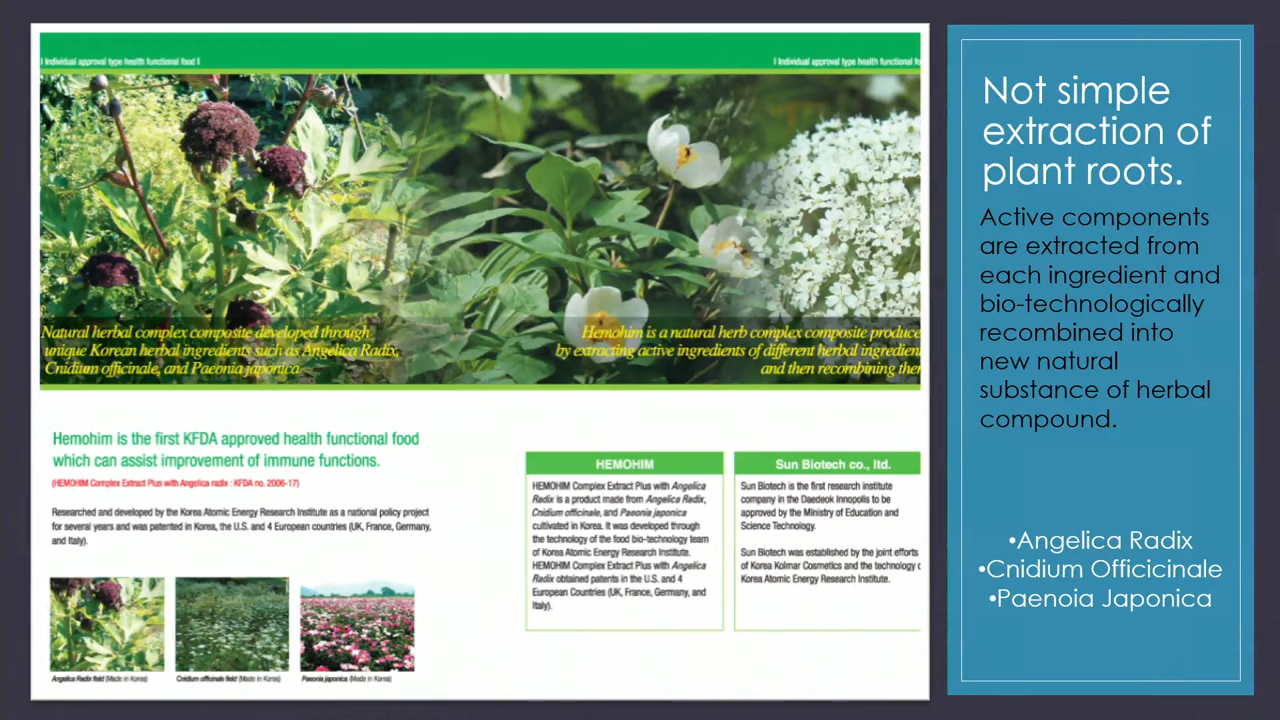 I Individual approval type health functional food I
I Individual approval type health functional fo
Natural herbal complex composite developed through
unique Korean herbal ingredients such as Angelica Radix,
Cnidium officinale, and Paeonia japonica
Hemohim is a natural herb complex composite produce
by extracting active ingredients of different herbal ingredien
and then recombining ther
Hemohim is the first KFDA approved health functional food
which can assist improvement of immune functions.
(HEMOHIM Complex Extract Plus with Angelica radix : KFDA no. 2006-17)
Researched and developed by the Korea Atomic Energy Research Institute as a national policy project
for several years and was patented in Korea, the U.S. and 4 European countries (UK, France, Germany,
and Italy).
Angelica Radix field (Made in Korea)
Cnidium officinale field (Made in Korea)
Paeonia japonica (Made in Korea)
HEMOHIM
HEMOHIM Complex Extract Plus with Angelica
Radix is a product made from Angelica Radix,
Cnidium officinale, and Paeonia japonica
cultivated in Korea. It was developed through
the technology of the food bio-technology team
of Korea Atomic Energy Research Institute.
HEMOHIM Complex Extract Plus with Angelica
Radix obtained patents in the U.S. and 4
European Countries (UK, France, Germany, and
Italy).
Sun Biotech co., ltd.
Sun Biotech is the first research institute
company in the Daedeok Innopolis to be
approved by the Ministry of Education and
Science Technology.
Sun Biotech was established by the joint efforts
of Korea Kolmar Cosmetics and the technology o
Korea Atomic Energy Research Institute.
Not simple
extraction of
plant roots.
Active components
are extracted from
each ingredient and
bio-technologically
recombined into
new natural
substance of herbal
compound.
•Angelica Radix
•Cnidium Officicinale
•Paenoia Japonica